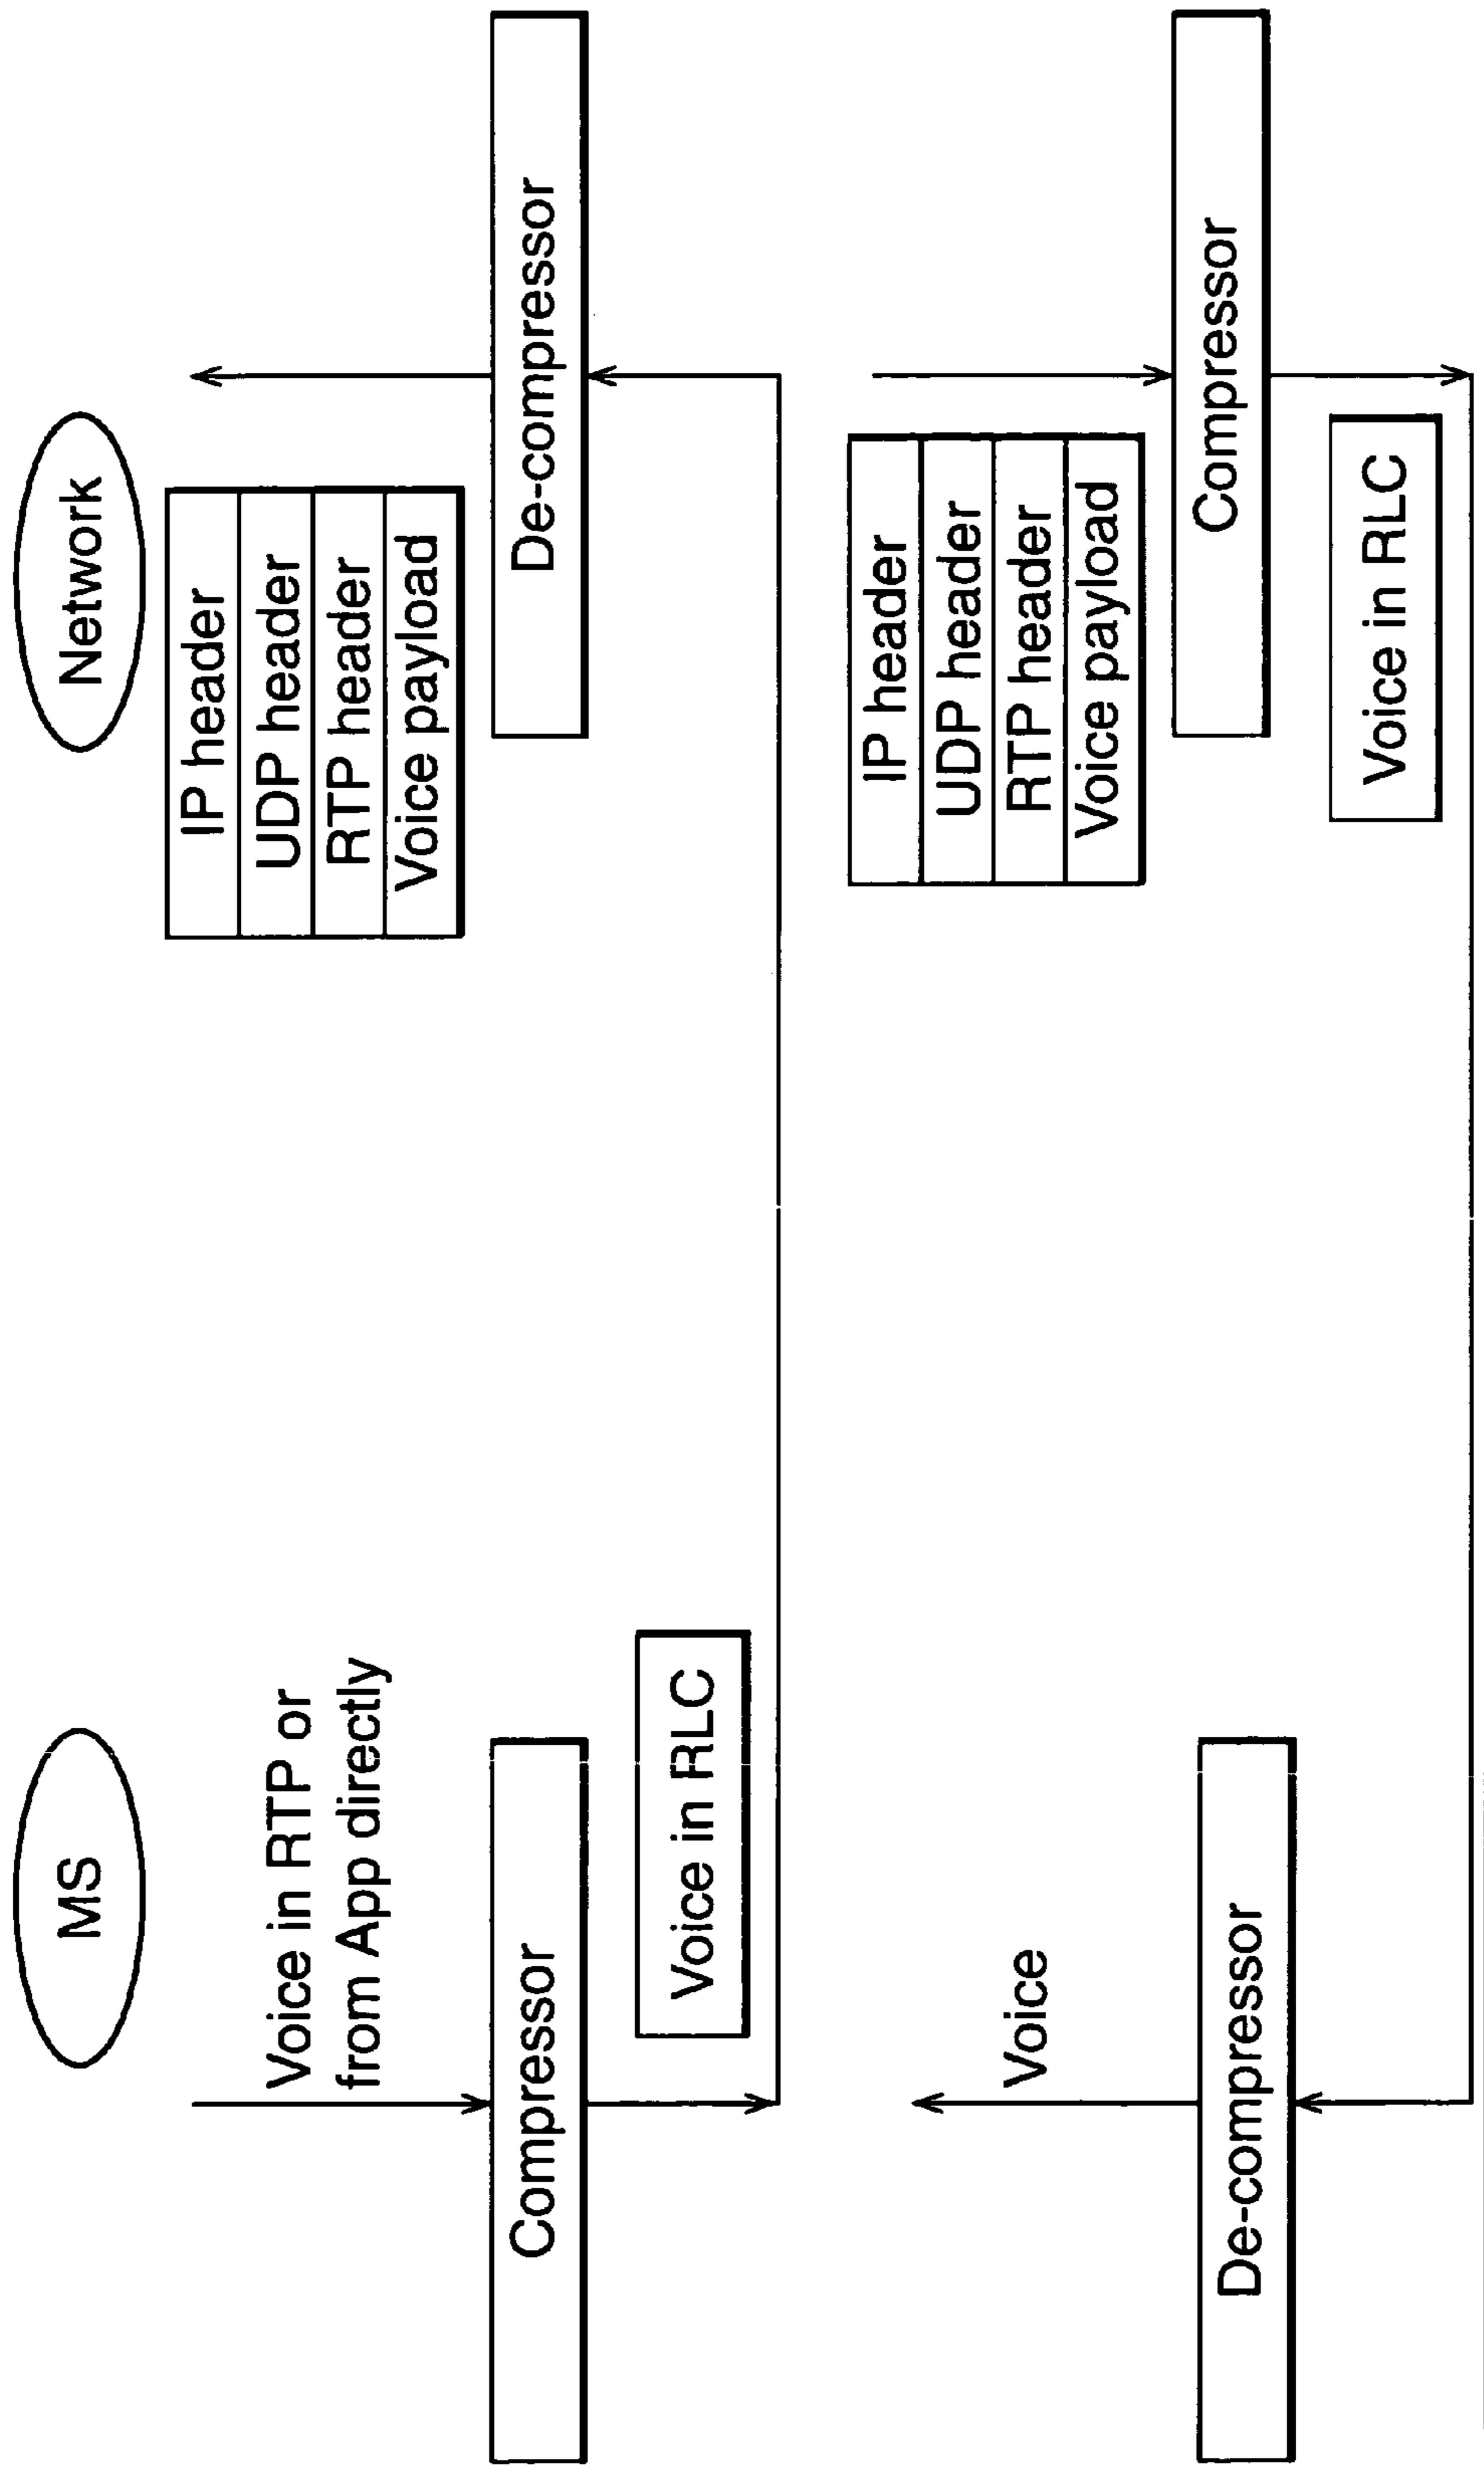 MS
Network
Voice in RTP or
from App directly
IP header
UDP header
RTP header
Voice payload
Compressor
De-compressor
Voice in RLC
Voice
IP header
UDP header
RTP header
Voice payload
De-compressor
Compressor
Voice in RLC